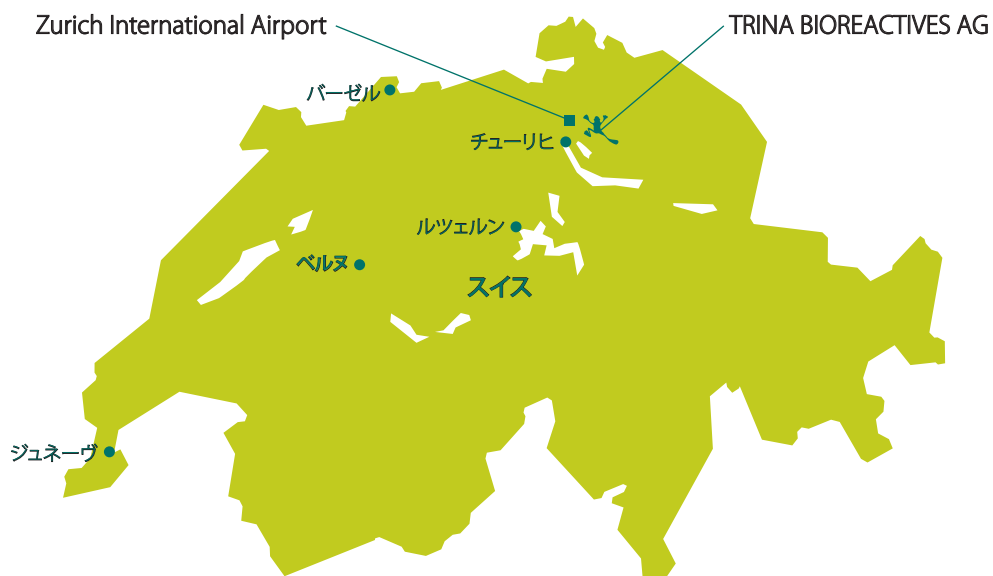 Zurich International Airport
TRINA BIOREACTIVES AG
バーゼル
チューリヒ
ルツェルン
ベルヌ
スイス
ジュネーヴ